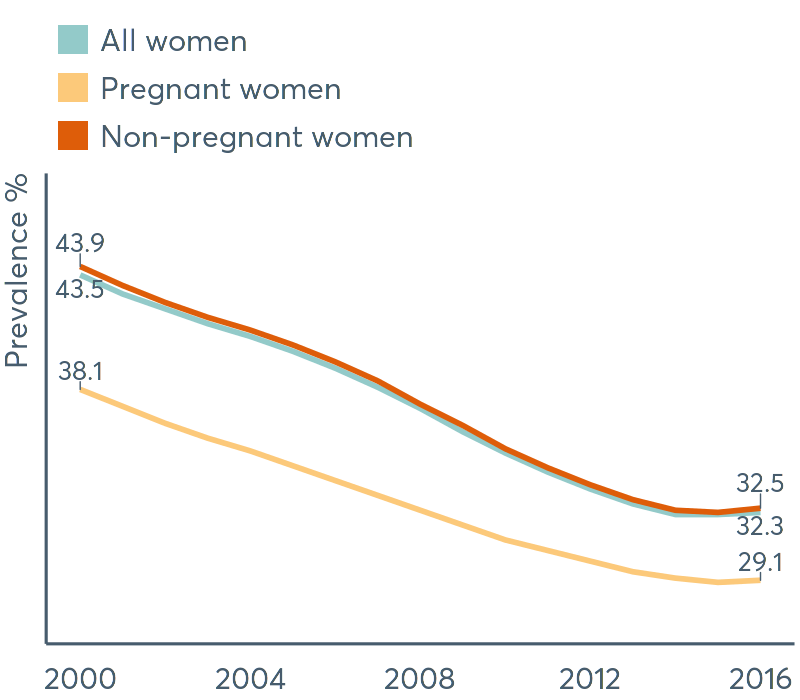 All women
Pregnant women
Non-pregnant women
Prevalence %
43.9
43.5
38.1
32.5
32.3
29.1
2000 2004 2008 2012 2016